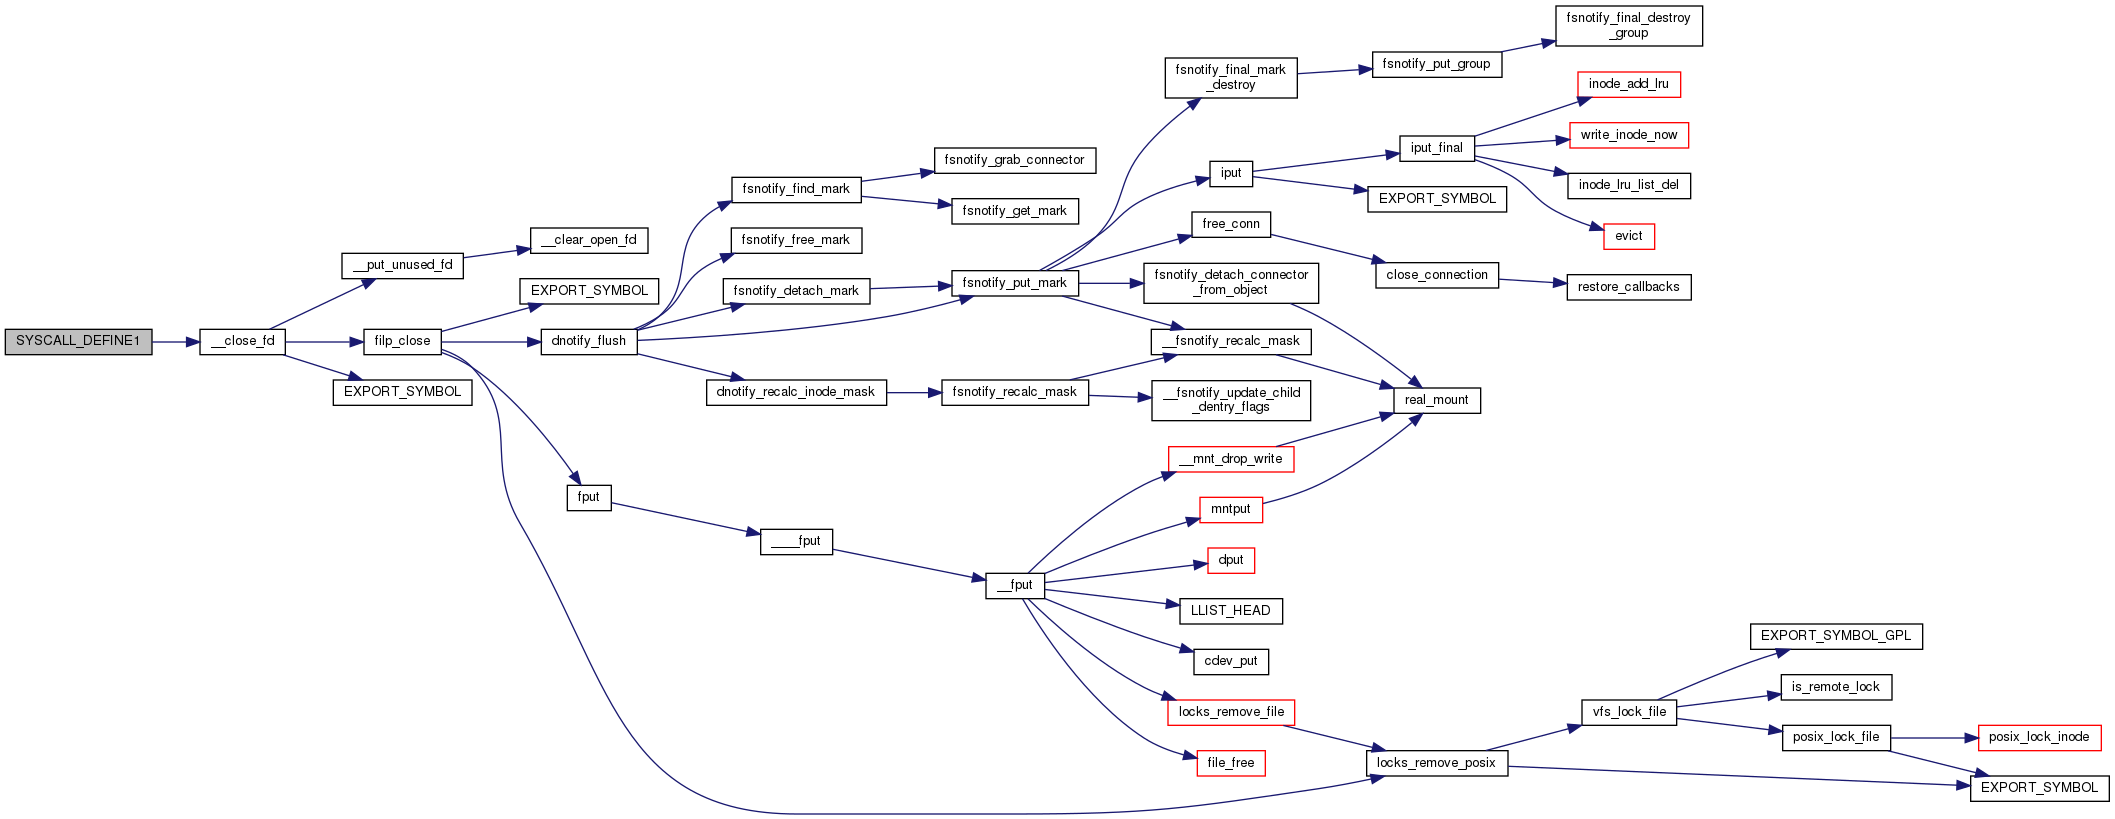 SYSCALL_DEFINE1
__close_fd
__put_unused_fd
__clear_open_fd
filp_close
EXPORT_SYMBOL
EXPORT_SYMBOL
dnotify_flush
fsnotify_find_mark
fsnotify_grab_connector
fsnotify_get_mark
fsnotify_free_mark
fsnotify_detach_mark
dnotify_recalc_inode_mask
fsnotify_put_mark
fsnotify_recalc_mask
fsnotify_final_mark
_destroy
fsnotify_put_group
fsnotify_final_destroy
_group
iput
iput_final
inode_add_lru
write_inode_now
inode_lru_list_del
evict
EXPORT_SYMBOL
free_conn
close_connection
restore_callbacks
fsnotify_detach_connector
_from_object
__fsnotify_recalc_mask
__fsnotify_update_child
_dentry_flags
real_mount
fput
____fput
__fput
__mnt_drop_write
mntput
dput
LLIST_HEAD
cdev_put
locks_remove_file
file_free
locks_remove_posix
vfs_lock_file
EXPORT_SYMBOL_GPL
is_remote_lock
posix_lock_file
posix_lock_inode
EXPORT_SYMBOL